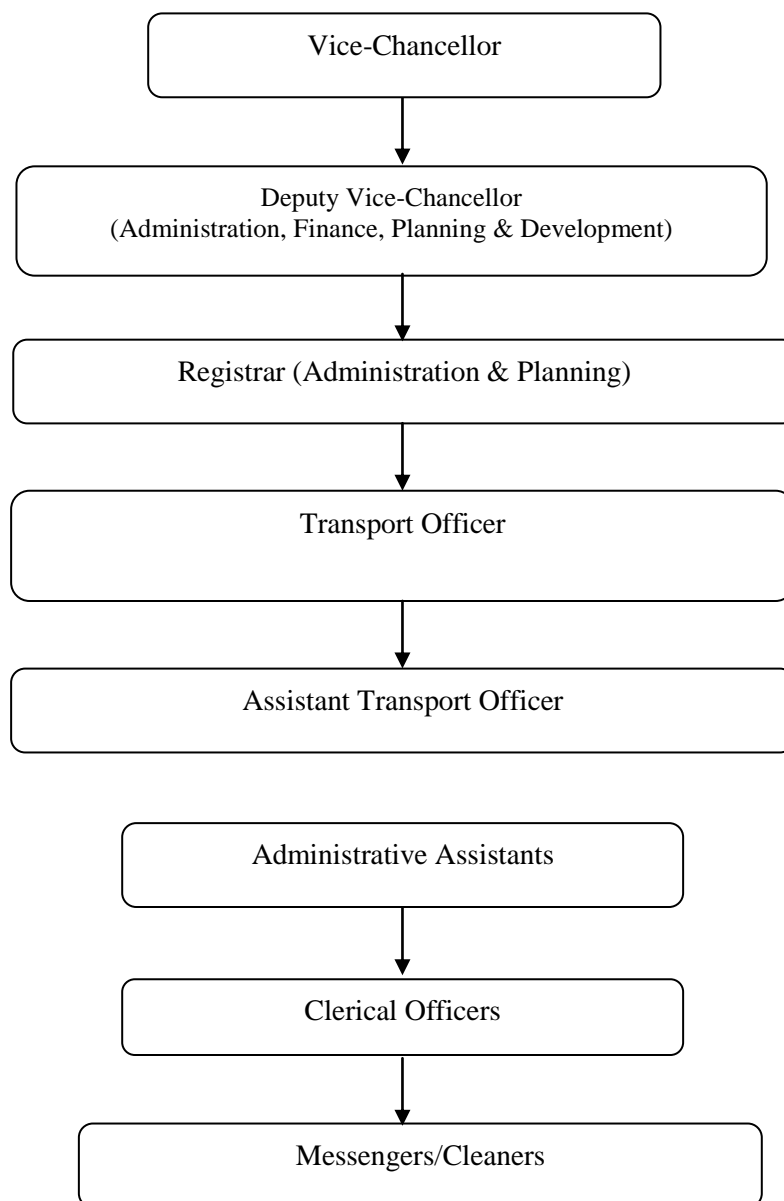 Vice-Chancellor
Deputy Vice-Chancellor
(Administration, Finance, Planning & Development)
Registrar (Administration & Planning)
Transport Officer
Assistant Transport Officer
Administrative Assistants
Clerical Officers
Messengers/Cleaners